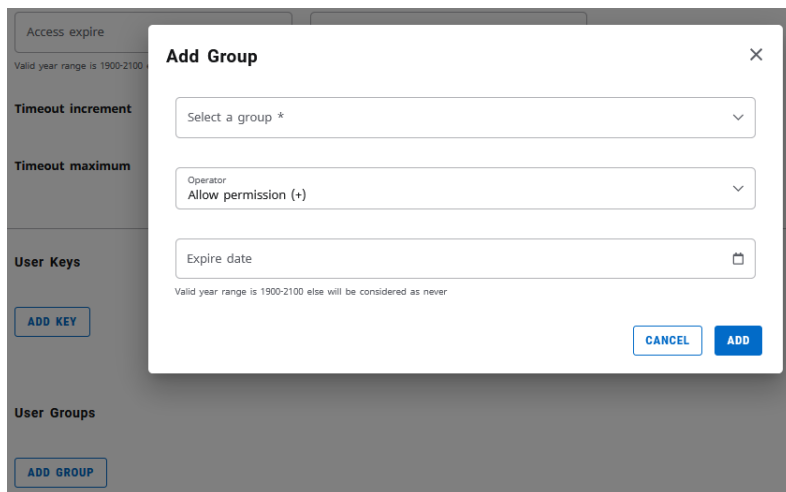 Access expire
Valid year range is 1900-2100
Timeout increment
Timeout maximum
User Keys
ADD KEY
User Groups
ADD GROUP
Add Group
Select a group *
Operator
Allow permission (+)
Expire date
Valid year range is 1900-2100 else will be considered as never
CANCEL
ADD